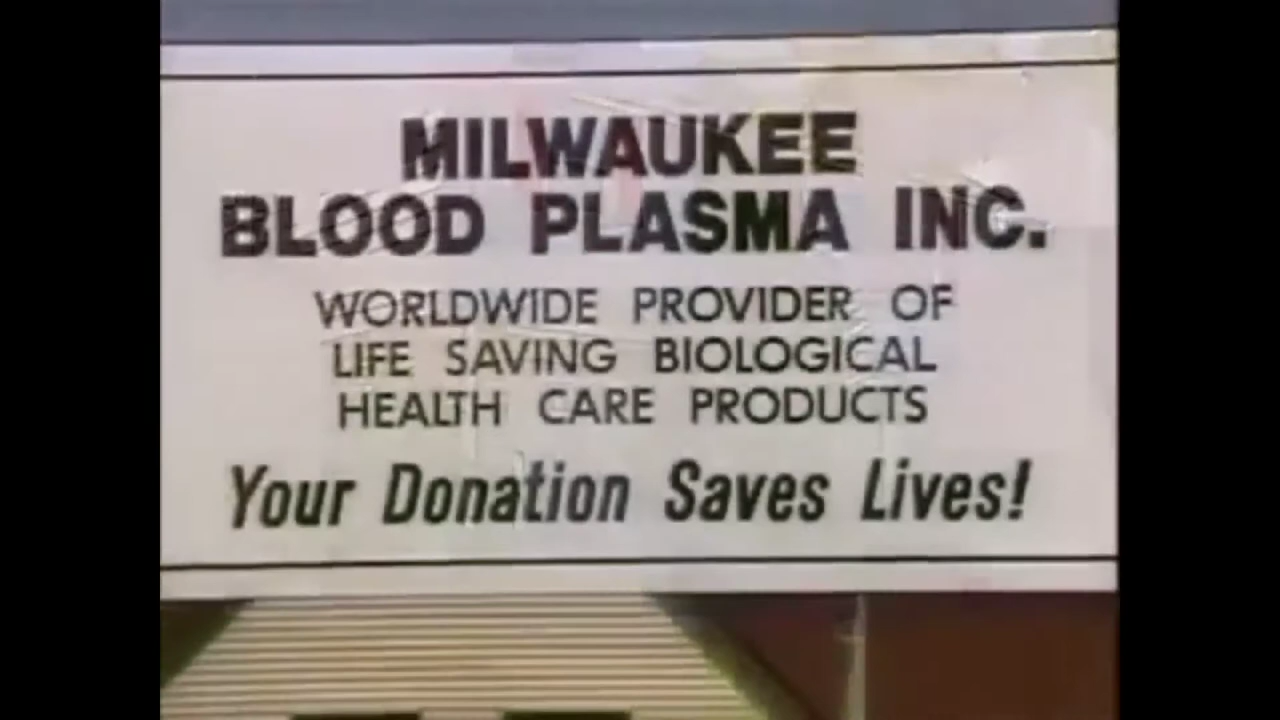 MILWAUKEE
BLOOD PLASMA INC.
WORLDWIDE PROVIDER OF
LIFE SAVING BIOLOGICAL
HEALTH CARE PRODUCTS
Your Donation Saves Lives!